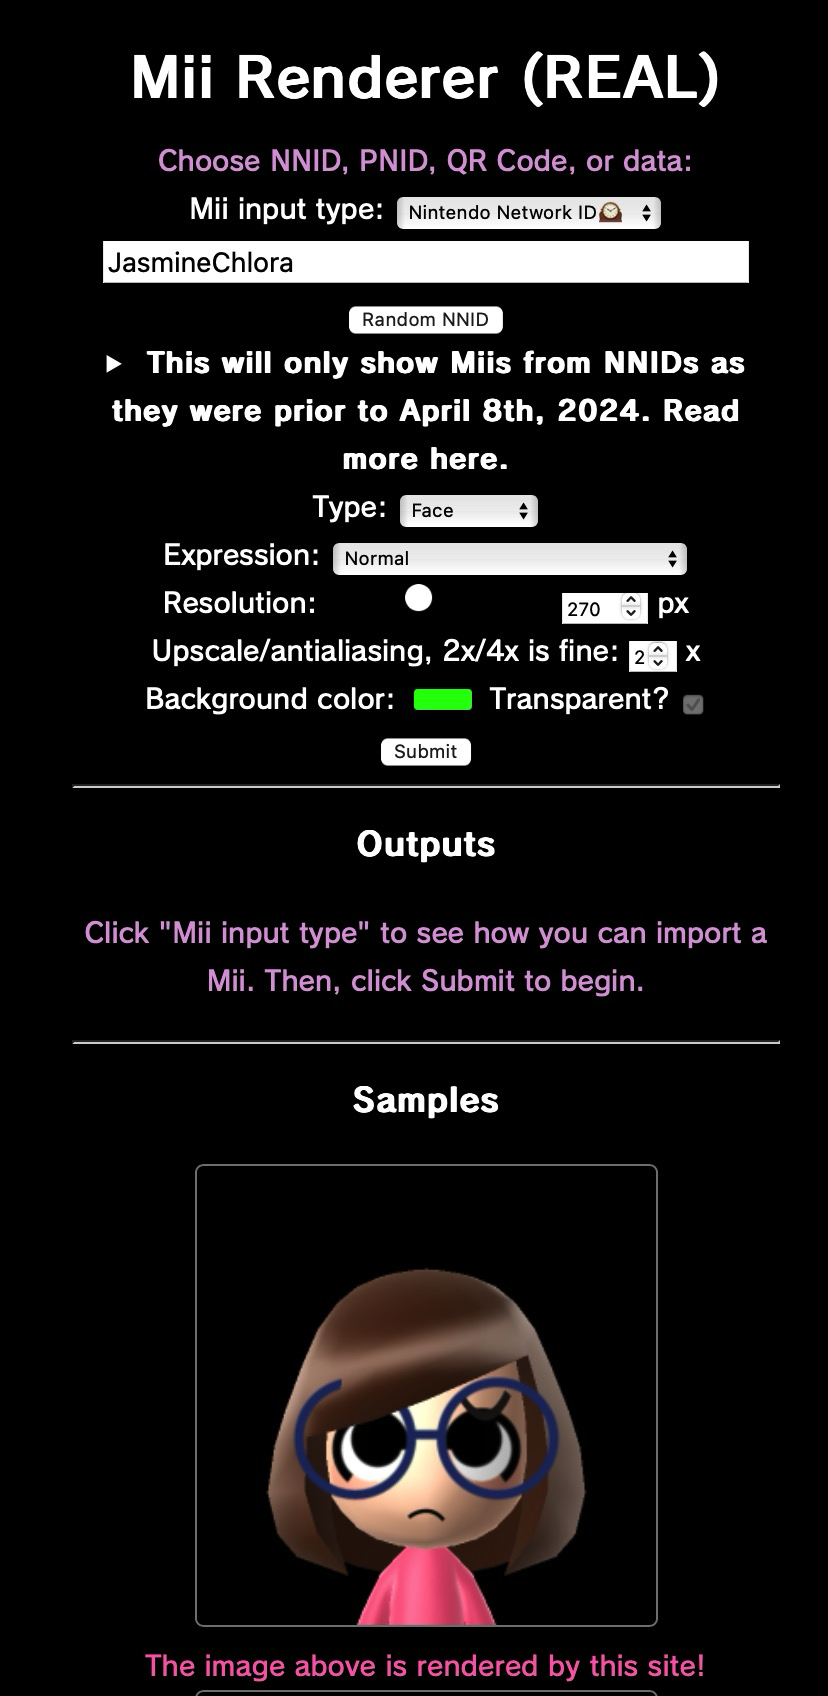 Mii Renderer (REAL)
Choose NNID, PNID, QR Code, or data:
Mii input type: Nintendo Network ID🕰️
JasmineChlora
Random NNID
▶ This will only show Miis from NNIDs as
they were prior to April 8th, 2024. Read
more here.
Type: Face
Expression: Normal
Resolution: 270 px
Upscale/antialiasing, 2x/4x is fine: 2 x
Background color: Transparent?
Submit
Outputs
Click "Mii input type" to see how you can import a
Mii. Then, click Submit to begin.
Samples
The image above is rendered by this site!